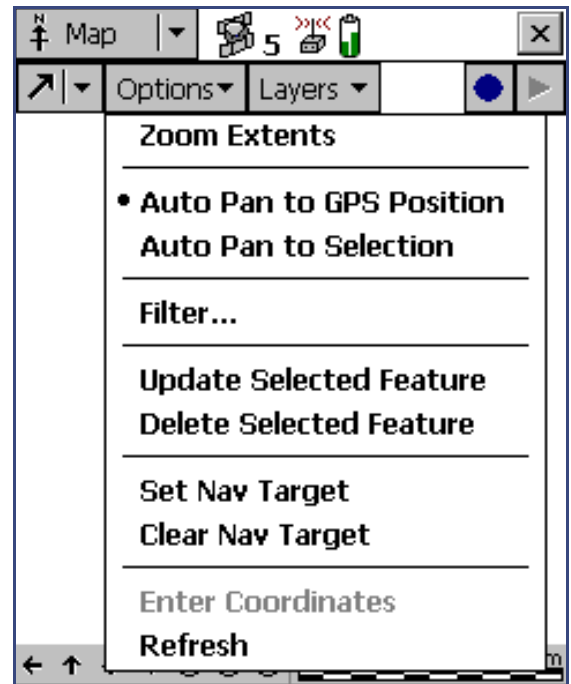 N
Map
5
Options Layers
Zoom Extents
Auto Pan to GPS Position
Auto Pan to Selection
Filter...
Update Selected Feature
Delete Selected Feature
Set Nav Target
Clear Nav Target
Enter Coordinates
Refresh
m